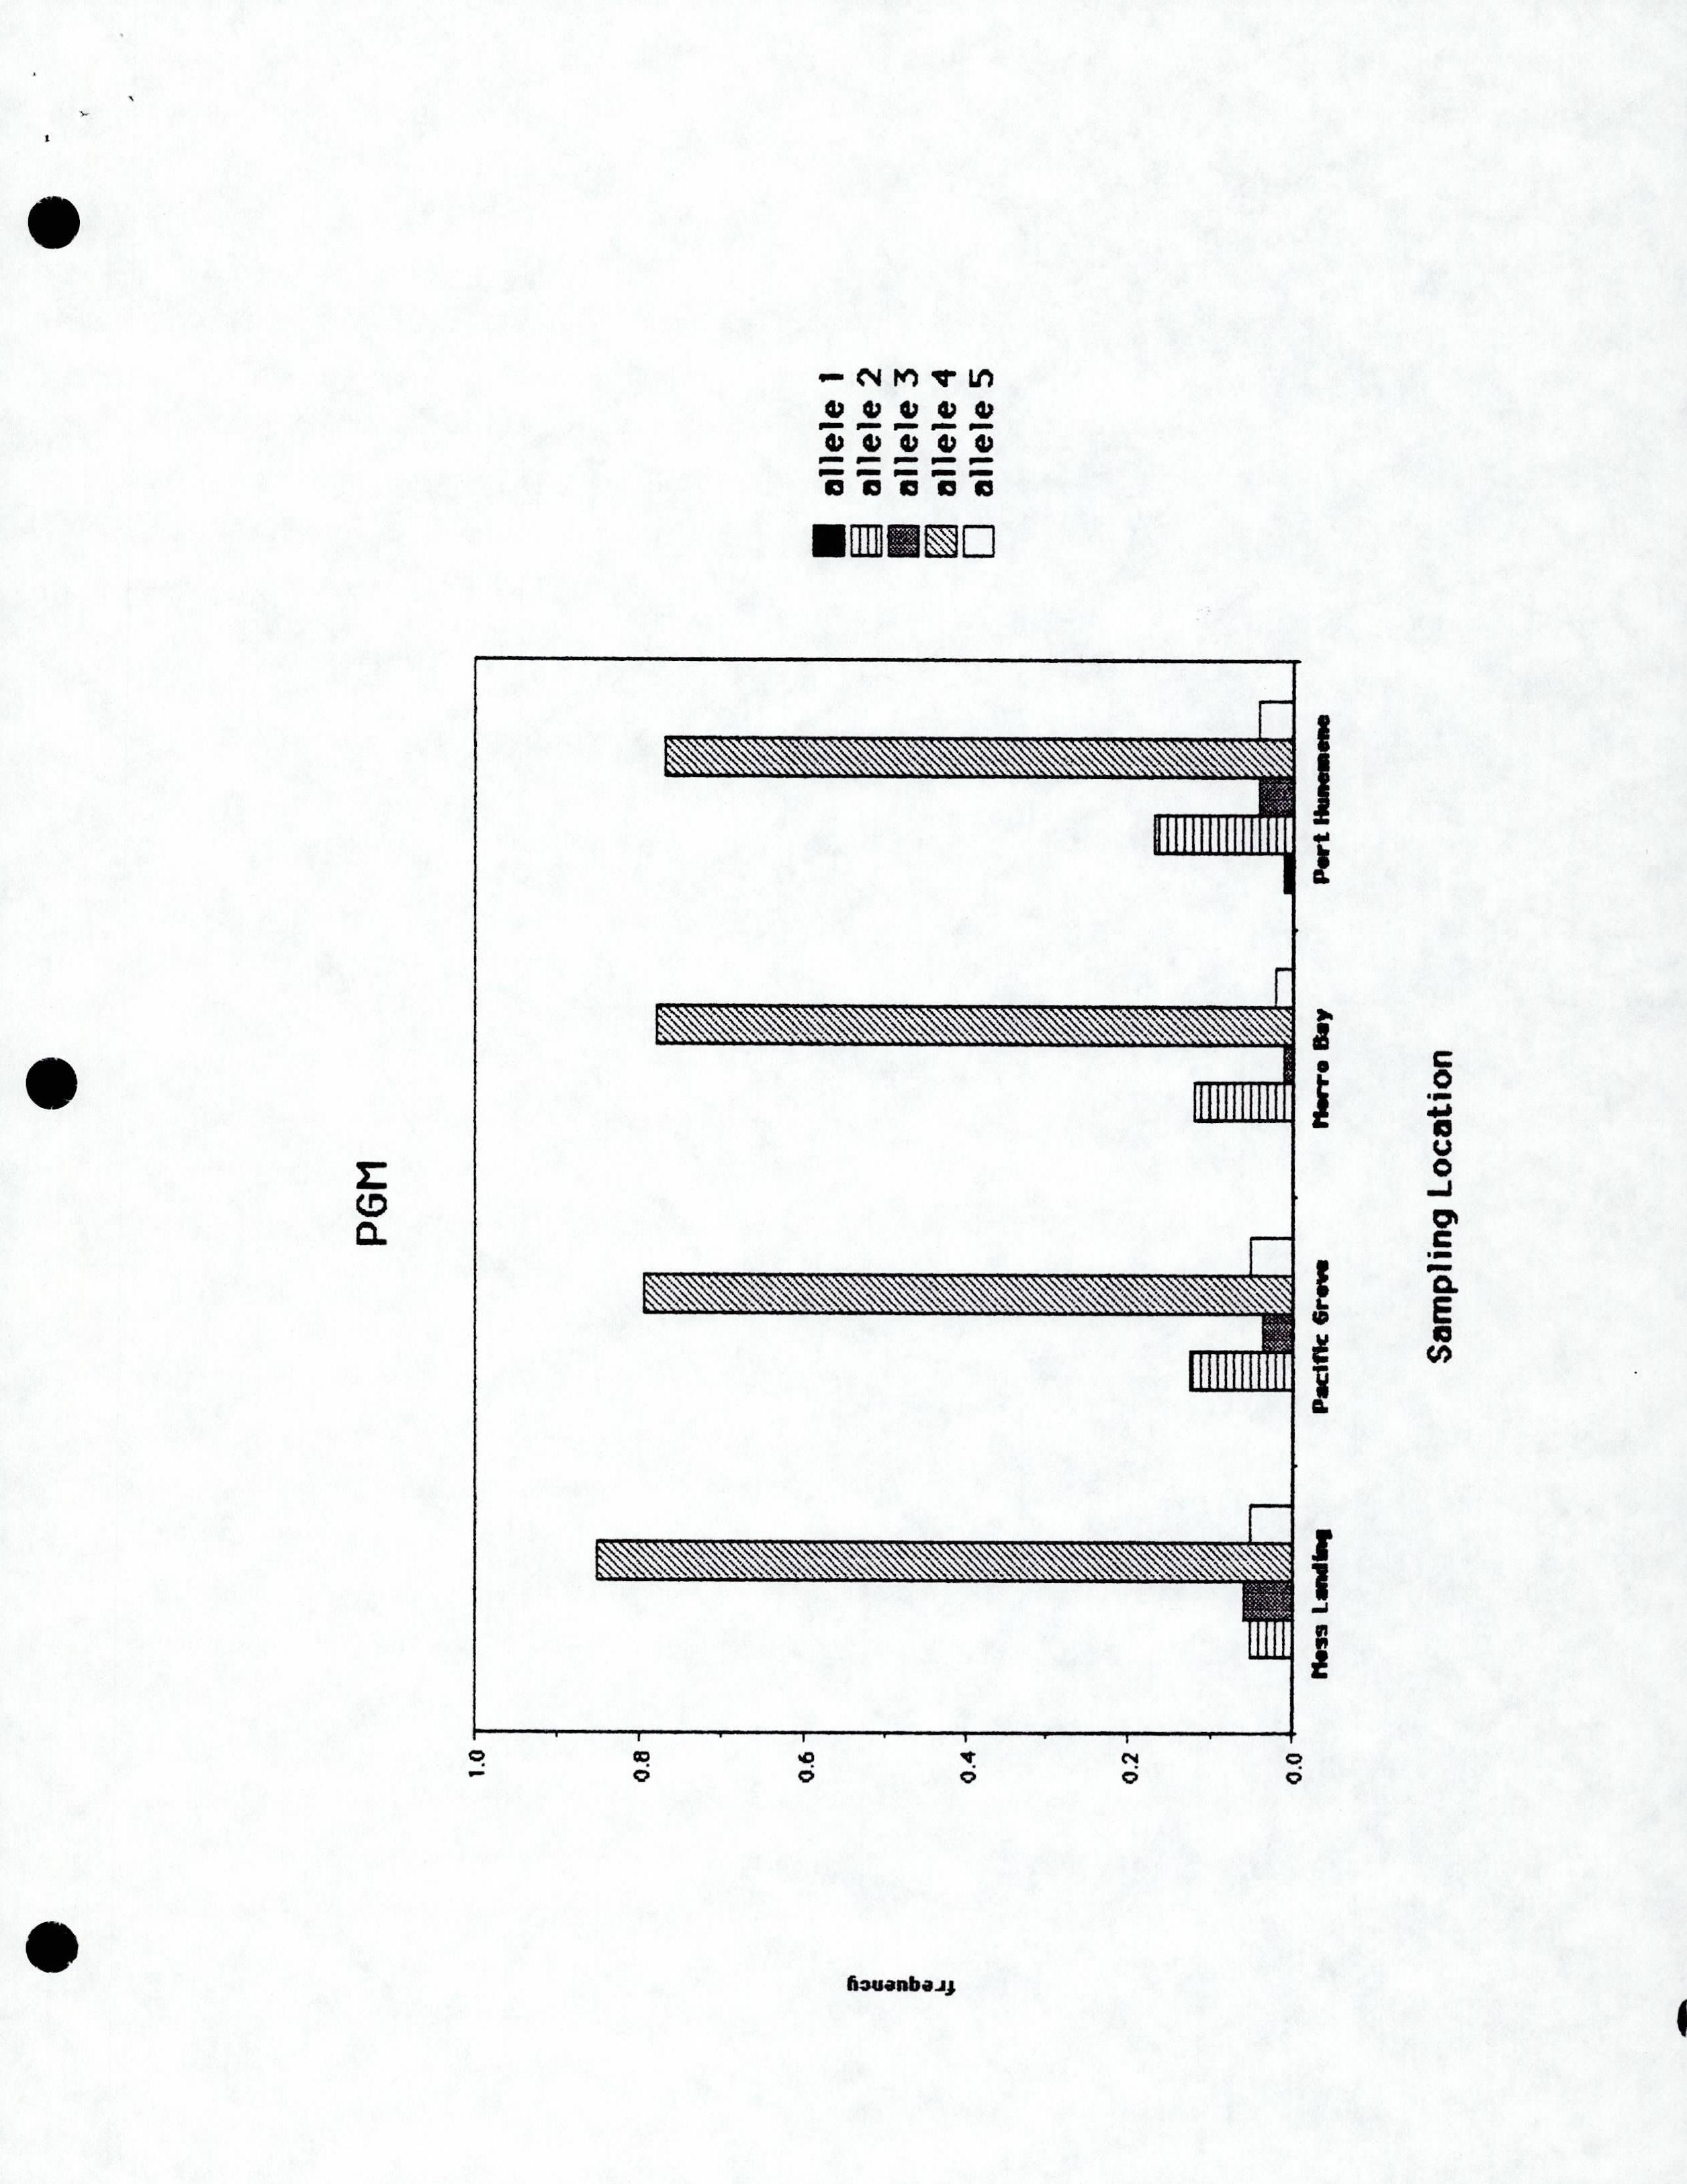 PGM
frequency
1.0
0.8
0.6
0.4
0.2
0.0
Moss Landing
Pacific Grove
Morro Bay
Port Hunemene
Sampling Location
allele 1
allele 2
allele 3
allele 4
allele 5